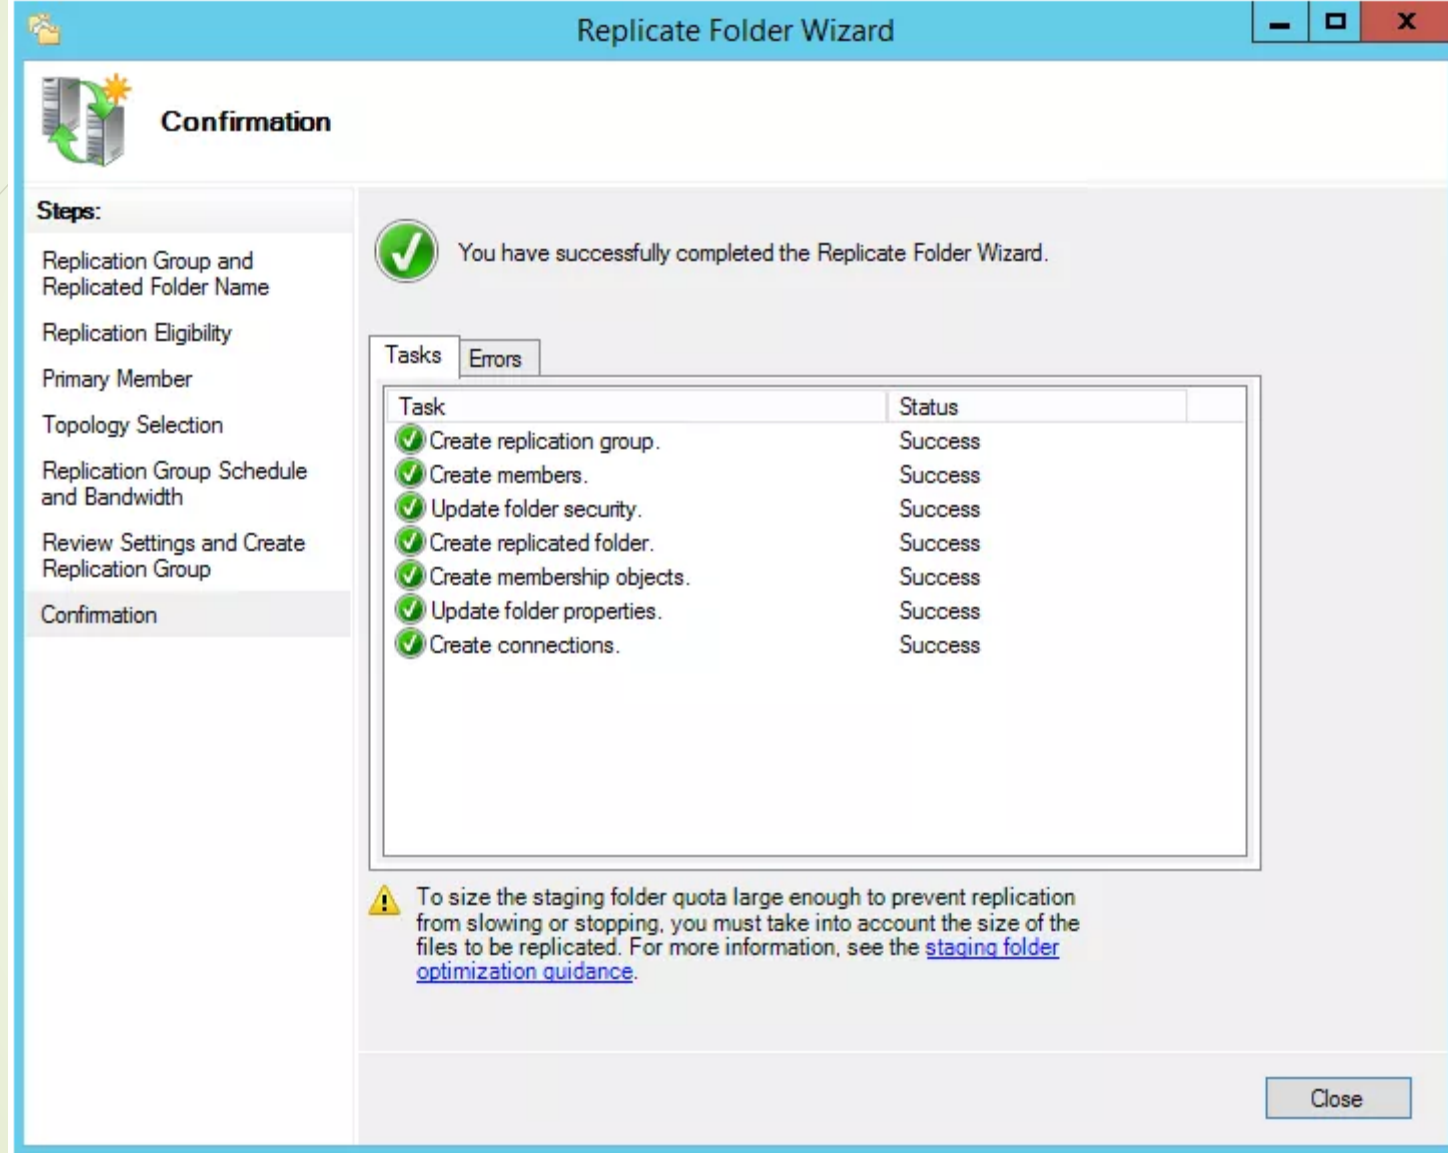 Replicate Folder Wizard
Confirmation
Steps:
Replication Group and
Replicated Folder Name
Replication Eligibility
Primary Member
Topology Selection
Replication Group Schedule
and Bandwidth
Review Settings and Create
Replication Group
Confirmation
You have successfully completed the Replicate Folder Wizard.
Tasks Errors
Task Status
Create replication group. Success
Create members. Success
Update folder security. Success
Create replicated folder. Success
Create membership objects. Success
Update folder properties. Success
Create connections. Success
To size the staging folder quota large enough to prevent replication
from slowing or stopping, you must take into account the size of the
files to be replicated. For more information, see the staging folder
optimization guidance.
Close